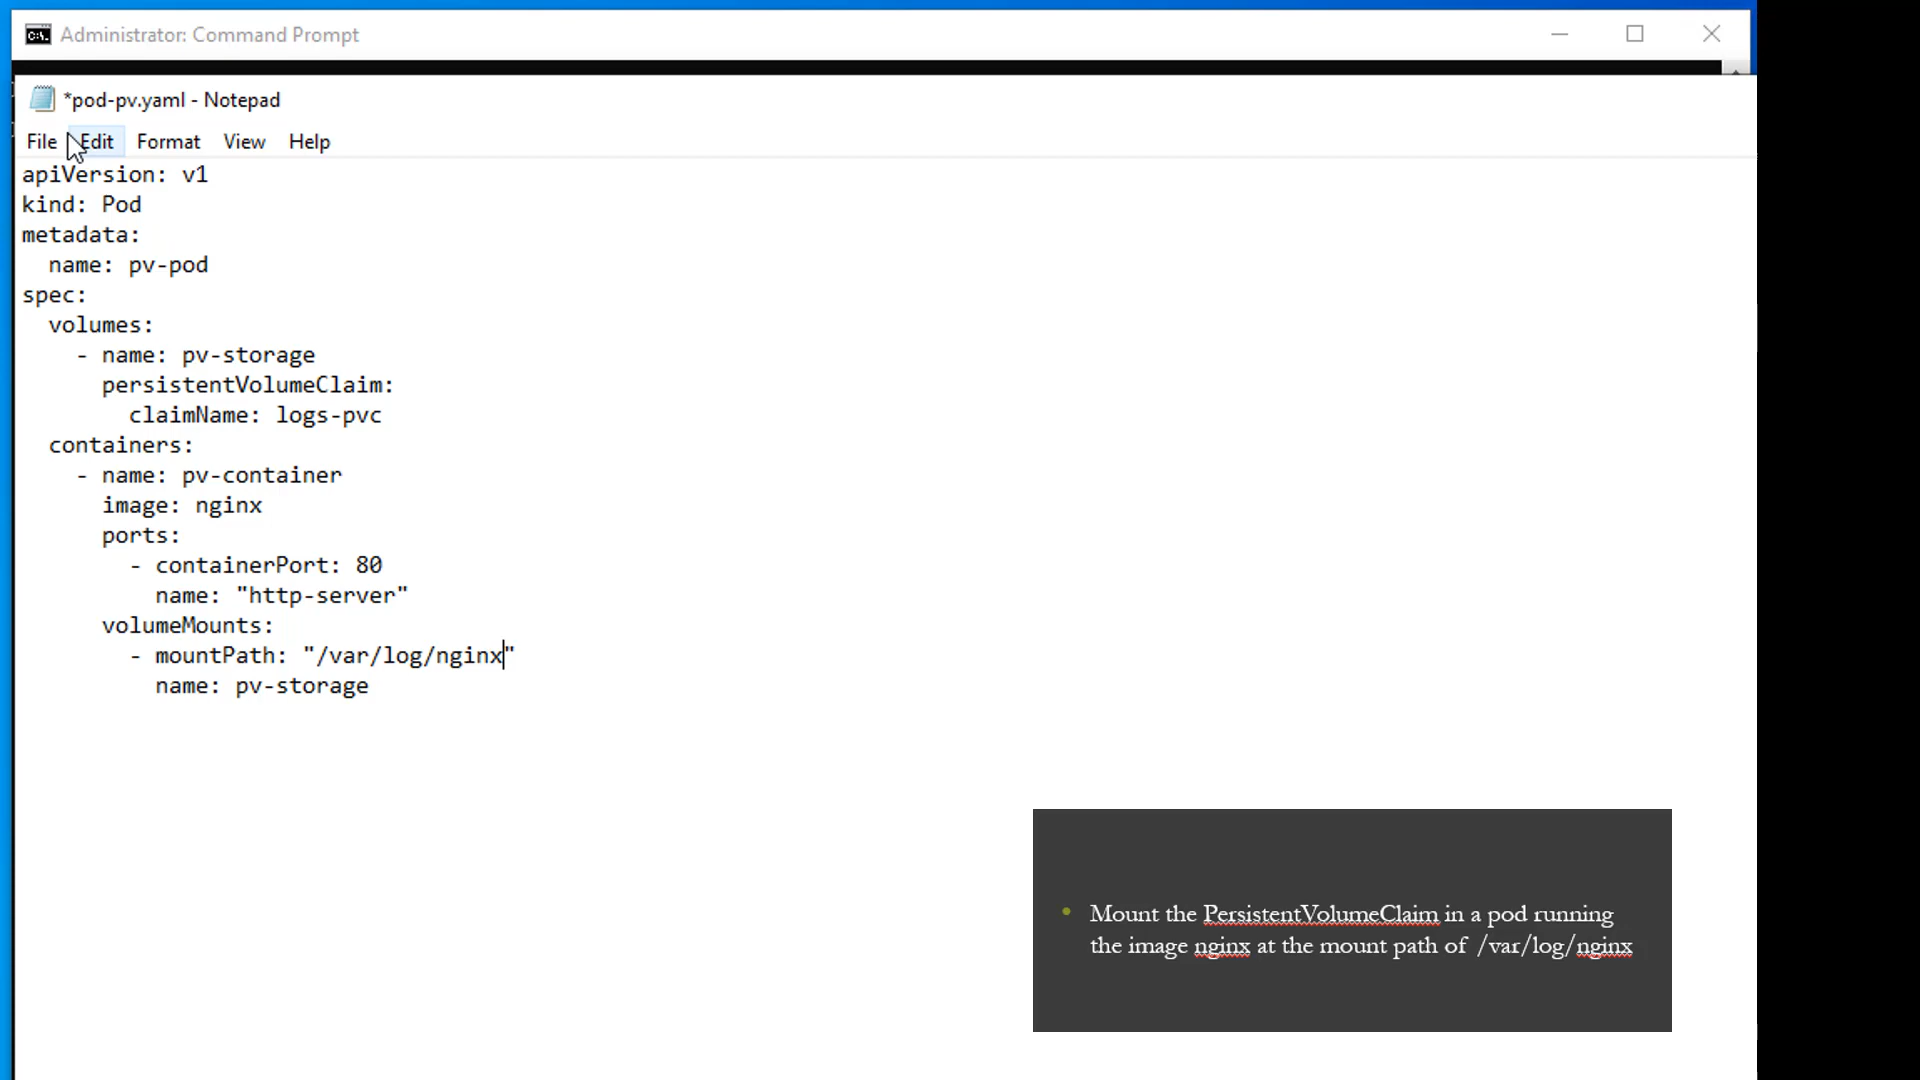 Administrator: Command Prompt
*pod-pv.yaml - Notepad
File Edit Format View Help
apiVersion: v1
kind: Pod
metadata:
  name: pv-pod
spec:
  volumes:
    - name: pv-storage
      persistentVolumeClaim:
        claimName: logs-pvc
  containers:
    - name: pv-container
      image: nginx
      ports:
        - containerPort: 80
          name: "http-server"
      volumeMounts:
        - mountPath: "/var/log/nginx"
          name: pv-storage
• Mount the PersistentVolumeClaim in a pod running
the image nginx at the mount path of /var/log/nginx